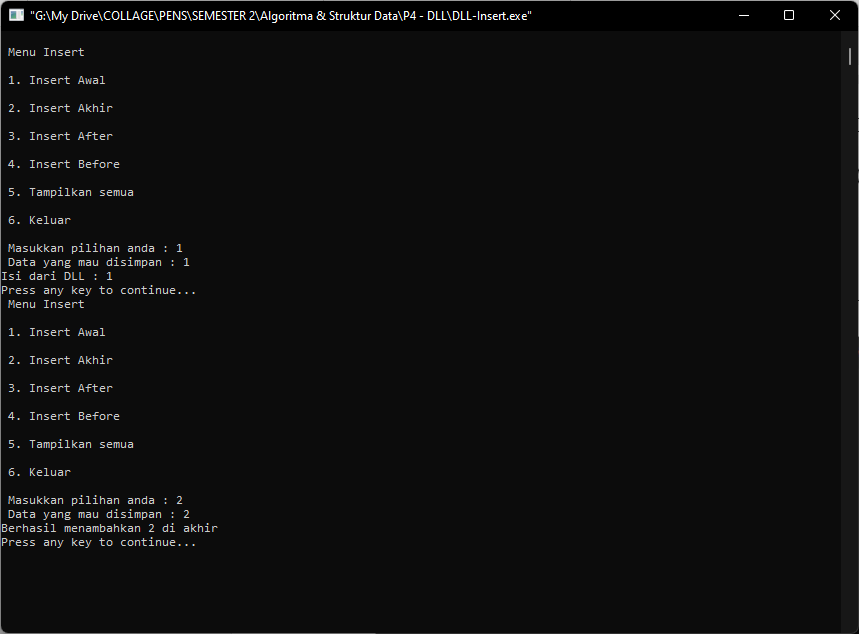 "G:\My Drive\COLLAGE\PENS\SEMESTER 2\Algoritma & Struktur Data\P4 - DLL\DLL-Insert.exe"
Menu Insert
1. Insert Awal
2. Insert Akhir
3. Insert After
4. Insert Before
5. Tampilkan semua
6. Keluar
Masukkan pilihan anda : 1
Data yang mau disimpan : 1
Isi dari DLL : 1
Press any key to continue...
Menu Insert
1. Insert Awal
2. Insert Akhir
3. Insert After
4. Insert Before
5. Tampilkan semua
6. Keluar
Masukkan pilihan anda : 2
Data yang mau disimpan : 2
Berhasil menambahkan 2 di akhir
Press any key to continue...